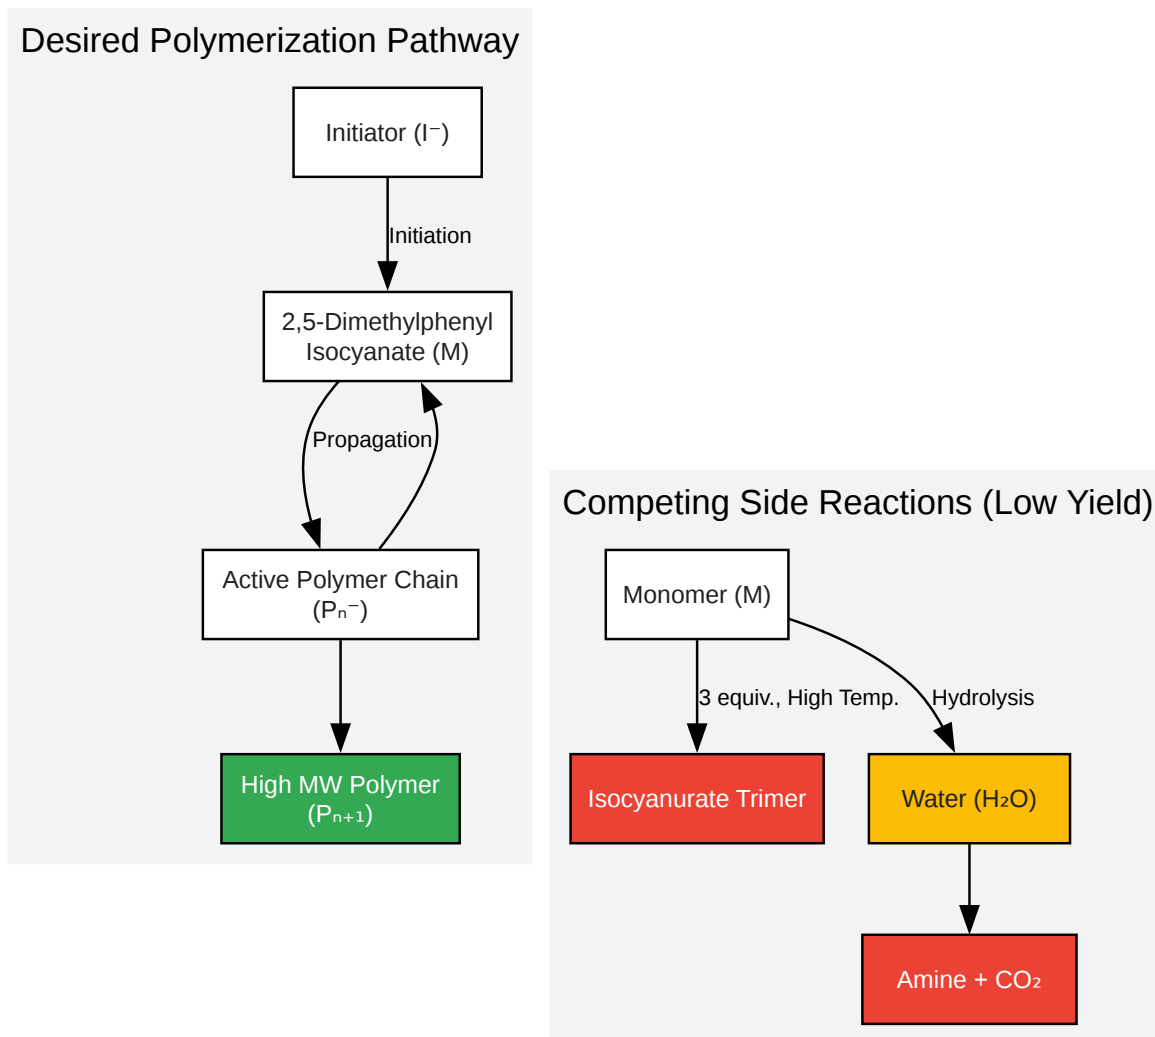 Desired Polymerization Pathway
Initiator (I⁻)
Initiation
2,5-Dimethylphenyl
Isocyanate (M)
Propagation
Active Polymer Chain
(Pₙ⁻)
High MW Polymer
(Pₙ₊₁)
Competing Side Reactions (Low Yield)
Monomer (M)
3 equiv., High Temp.
Hydrolysis
Isocyanurate Trimer
Water (H₂O)
Amine + CO₂